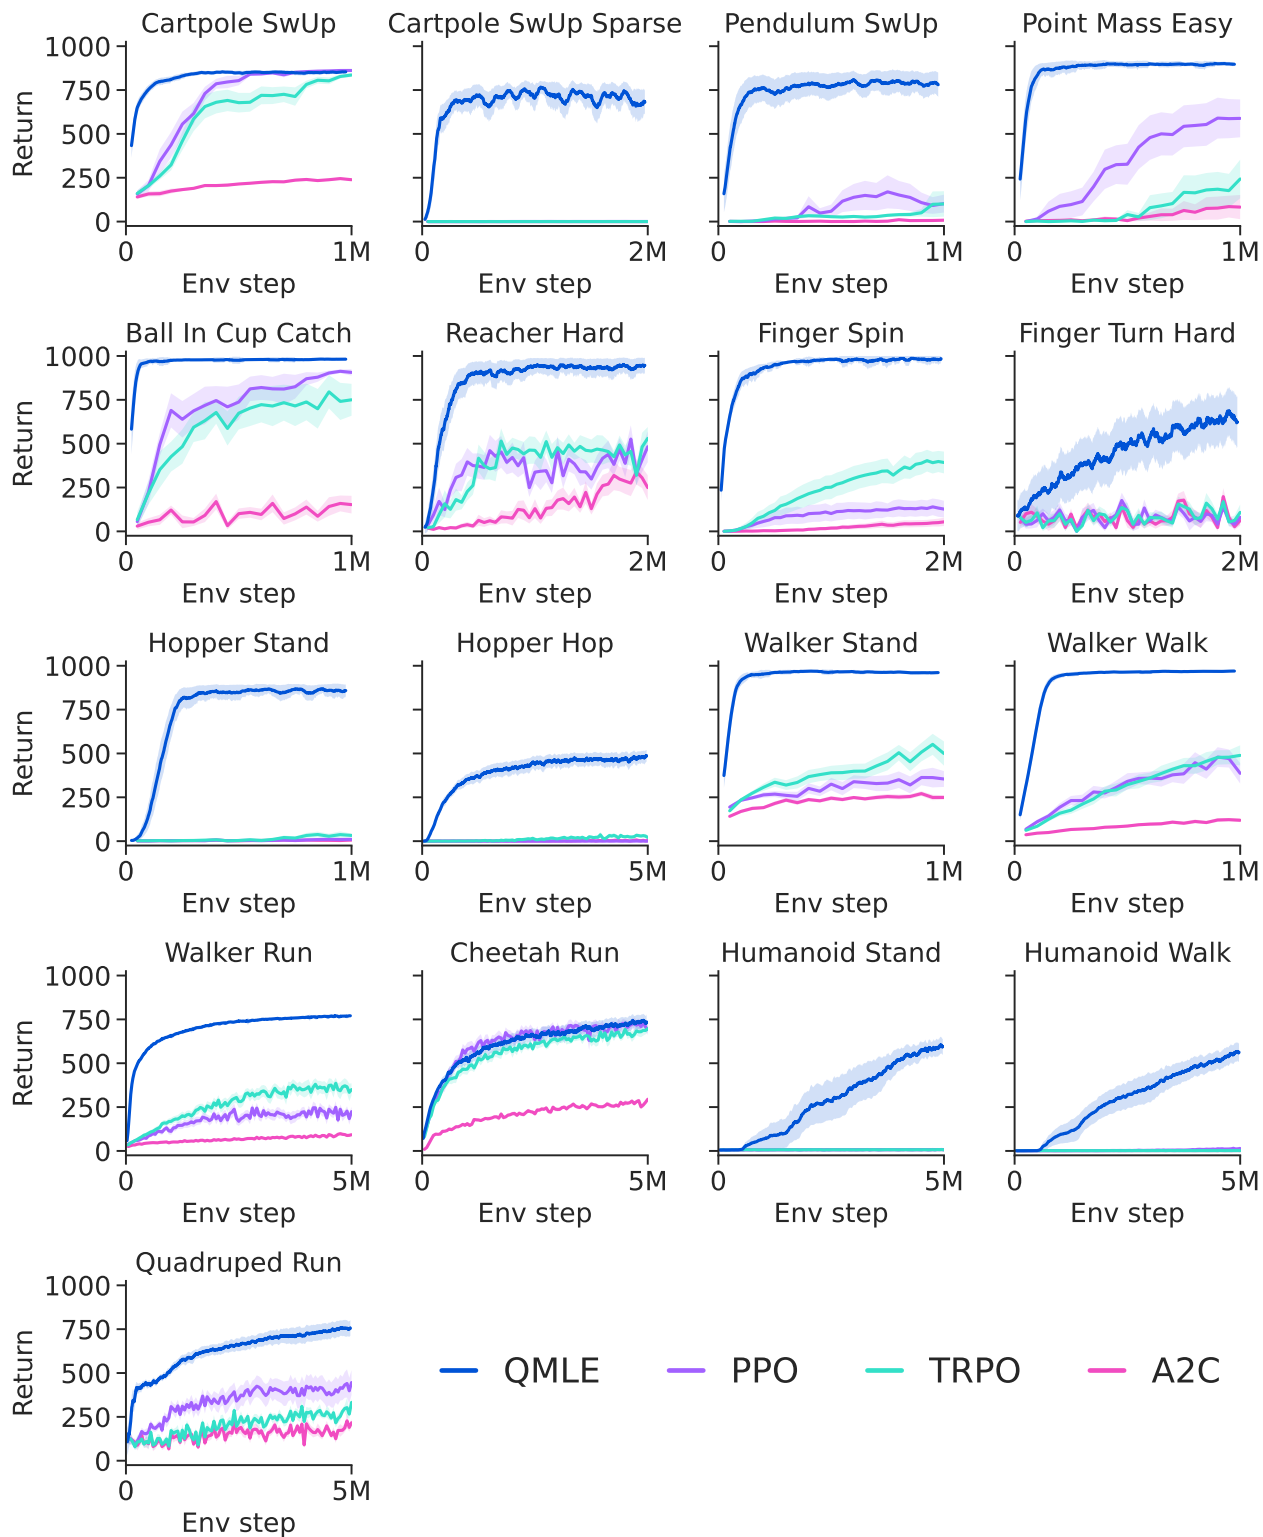 Cartpole SwUp
Cartpole SwUp Sparse
Pendulum SwUp
Point Mass Easy
1000
750
500
250
0
Return
0 1M
Env step
0 2M
Env step
0 1M
Env step
0 1M
Env step
Ball In Cup Catch
Reacher Hard
Finger Spin
Finger Turn Hard
1000
750
500
250
0
Return
0 1M
Env step
0 2M
Env step
0 2M
Env step
0 2M
Env step
Hopper Stand
Hopper Hop
Walker Stand
Walker Walk
1000
750
500
250
0
Return
0 1M
Env step
0 5M
Env step
0 1M
Env step
0 1M
Env step
Walker Run
Cheetah Run
Humanoid Stand
Humanoid Walk
1000
750
500
250
0
Return
0 5M
Env step
0 5M
Env step
0 5M
Env step
0 5M
Env step
Quadruped Run
1000
750
500
250
0
Return
0 5M
Env step
QMLE
PPO
TRPO
A2C